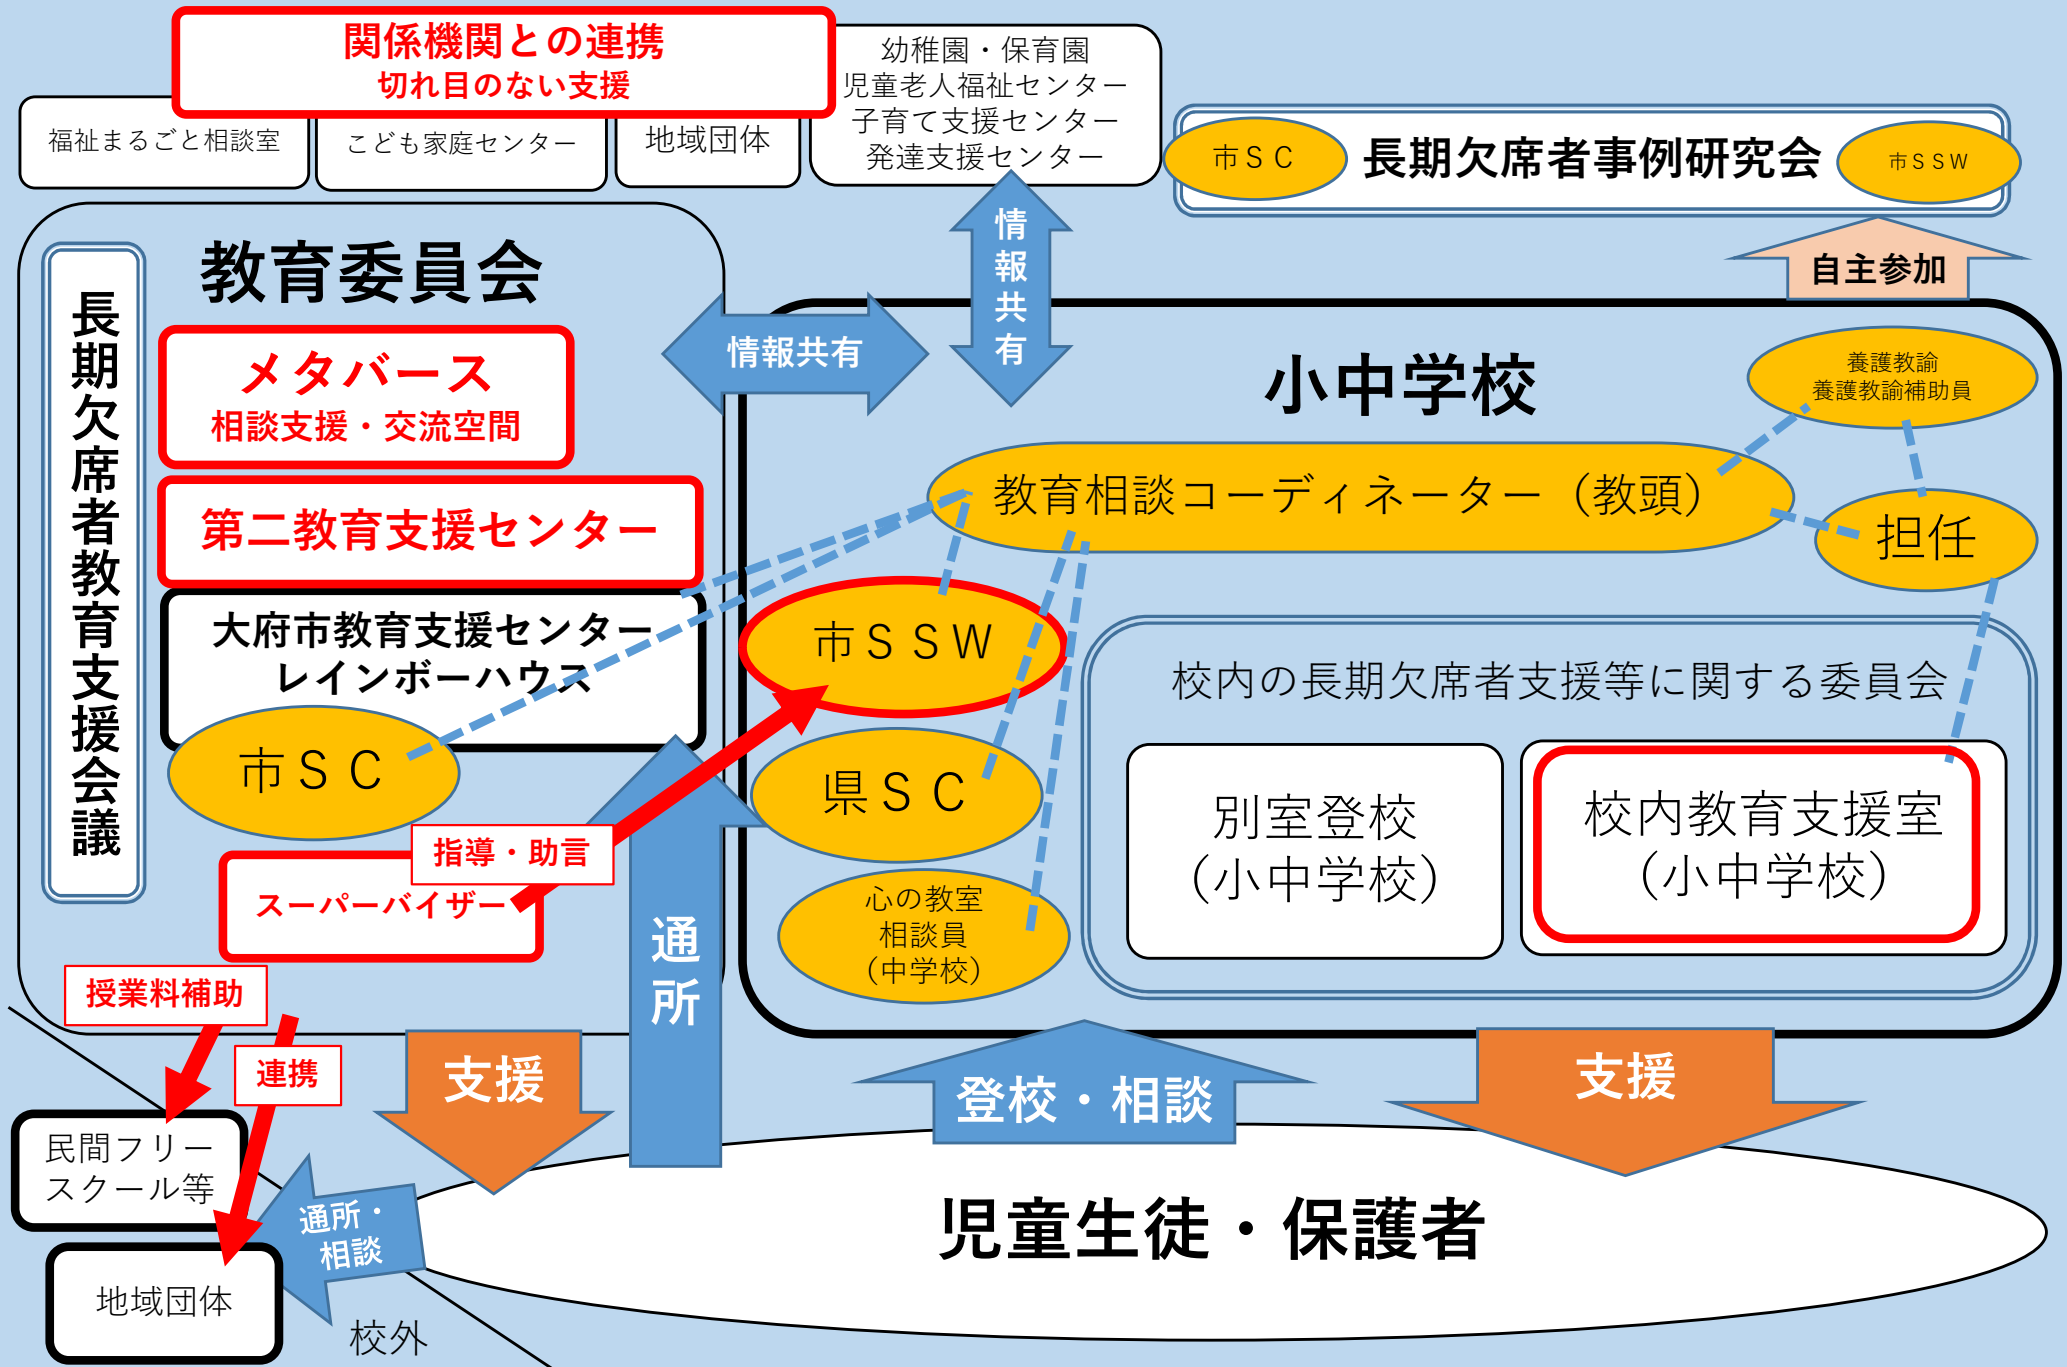 関係機関との連携
切れ目のない支援
福祉まるごと相談室
こども家庭センター
地域団体
幼稚園・保育園
児童老人福祉センター
子育て支援センター
発達支援センター
市ＳＣ
長期欠席者事例研究会
市ＳＳＷ
自主参加
情報共有
情報共有
教育委員会
長期欠席者教育支援会議
メタバース
相談支援・交流空間
第二教育支援センター
大府市教育支援センター
レインボーハウス
市ＳＣ
スーパーバイザー
指導・助言
小中学校
養護教諭
養護教諭補助員
教育相談コーディネーター（教頭）
担任
市ＳＳＷ
県ＳＣ
心の教室
相談員
（中学校）
校内の長期欠席者支援等に関する委員会
別室登校
（小中学校）
校内教育支援室
（小中学校）
授業料補助
連携
支援
通所
登校・相談
支援
民間フリー
スクール等
地域団体
通所・
相談
校外
児童生徒・保護者